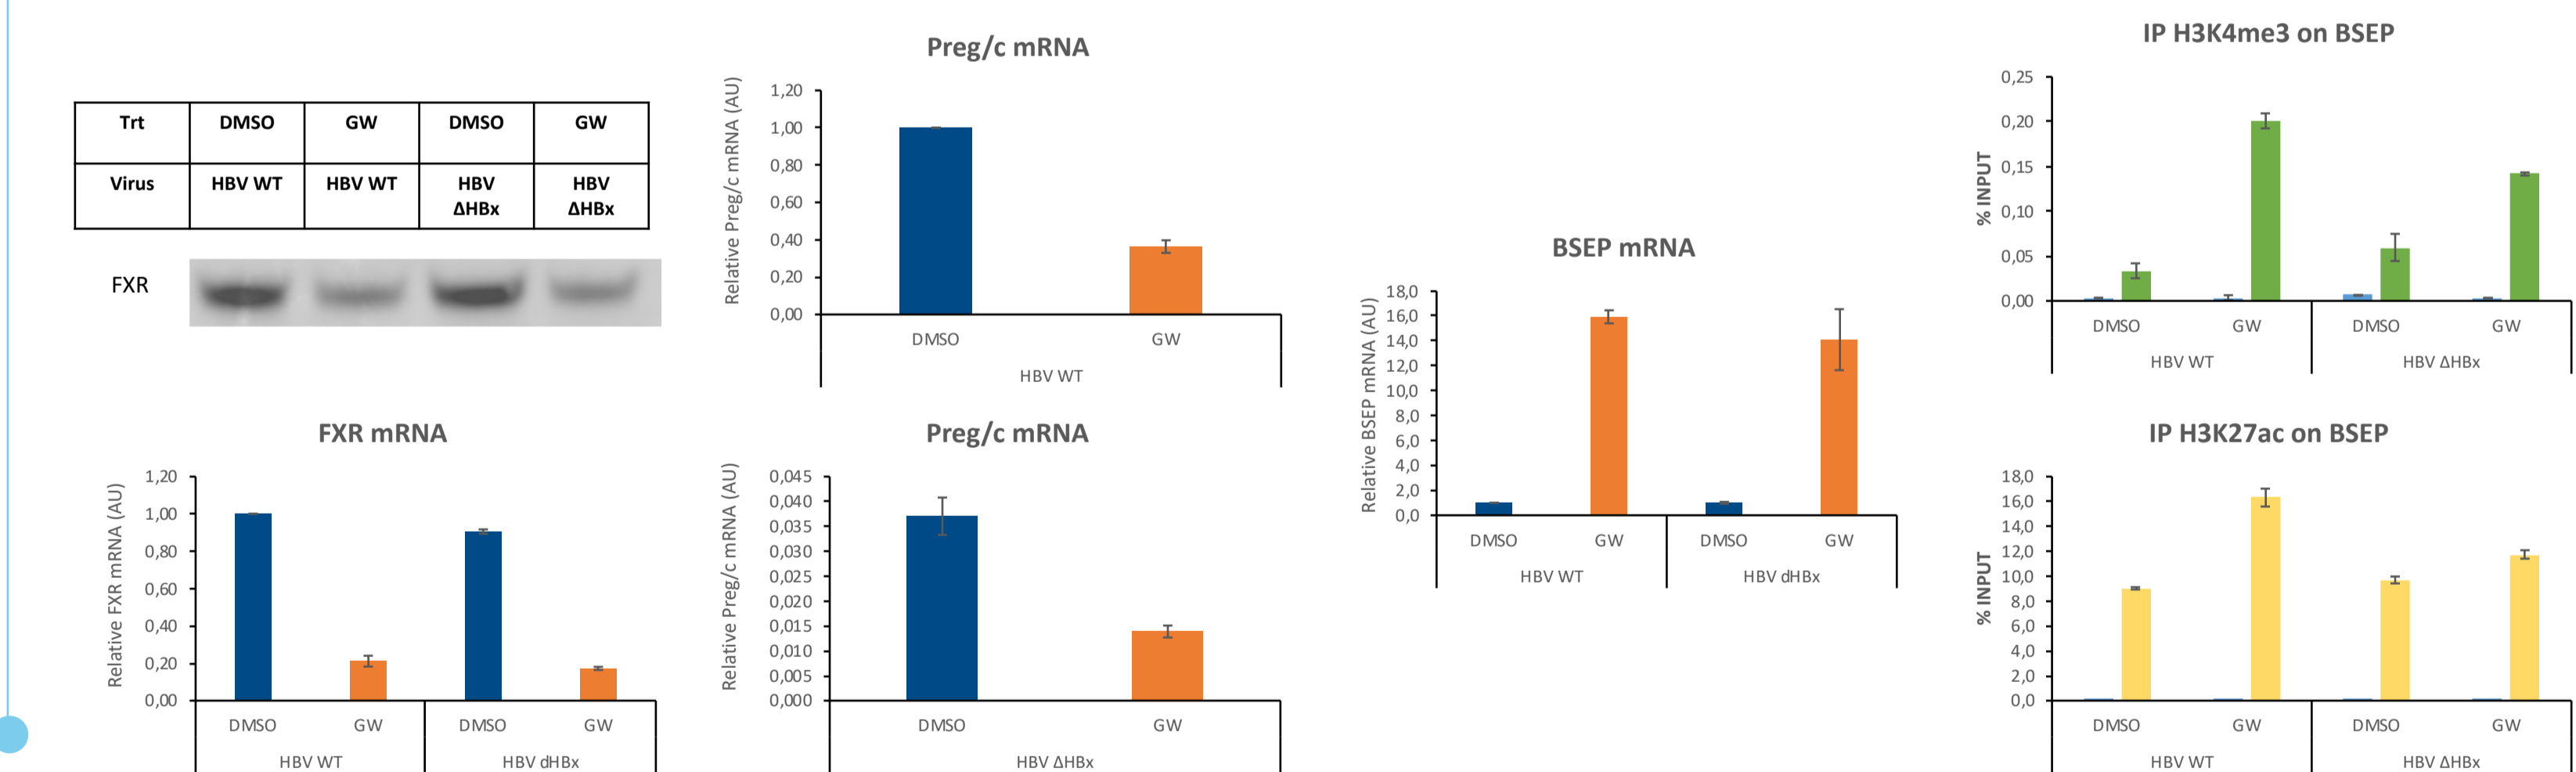 Trt DMSO GW DMSO GW
Virus HBV WT HBV WT HBV ΔHBx HBV ΔHBx
FXR
FXR mRNA
Relative FXR mRNA (AU)
1,20
1,00
0,80
0,60
0,40
0,20
0,00
DMSO GW DMSO GW
HBV WT HBV dHBx
Preg/c mRNA
Relative Preg/c mRNA (AU)
1,20
1,00
0,80
0,60
0,40
0,20
0,00
DMSO GW
HBV WT
Preg/c mRNA
Relative Preg/c mRNA (AU)
0,045
0,040
0,035
0,030
0,025
0,020
0,015
0,010
0,005
0,000
DMSO GW
HBV ΔHBx
BSEP mRNA
Relative BSEP mRNA (AU)
18,0
16,0
14,0
12,0
10,0
8,0
6,0
4,0
2,0
0,0
DMSO GW DMSO GW
HBV WT HBV dHBx
IP H3K4me3 on BSEP
% INPUT
0,25
0,20
0,15
0,10
0,05
0,00
DMSO GW DMSO GW
HBV WT HBV ΔHBx
IP H3K27ac on BSEP
% INPUT
18,0
16,0
14,0
12,0
10,0
8,0
6,0
4,0
2,0
0,0
DMSO GW DMSO GW
HBV WT HBV ΔHBx